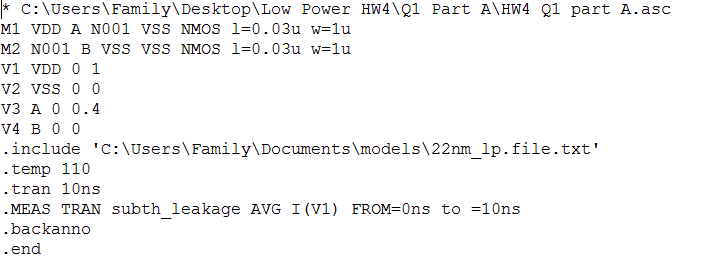 * C:\Users\Family\Desktop\Low Power HW4\Q1 Part A\HW4 Q1 part A.asc
M1 VDD A N001 VSS NMOS l=0.03u w=1u
M2 N001 B VSS VSS NMOS l=0.03u w=1u
V1 VDD 0 1
V2 VSS 0 0
V3 A 0 0.4
V4 B 0 0
.include 'C:\Users\Family\Documents\models\22nm_lp.file.txt'
.temp 110
.tran 10ns
.MEAS TRAN subth_leakage AVG I(V1) FROM=0ns to =10ns
.backanno
.end